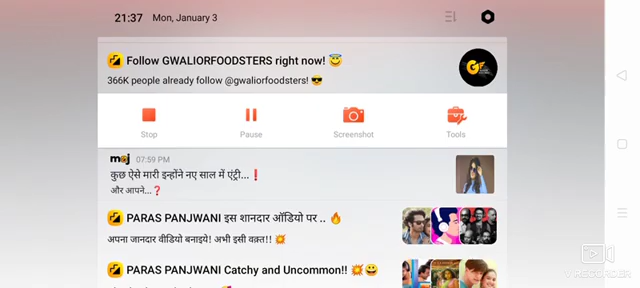 21:37 Mon, January 3
Follow GWALIORFOODSTERS right now! 😇
366K people already follow @gwaliorfoodsters! 😎
Stop Pause Screenshot Tools
moj 07:59 PM
कुछ ऐसे मारी इन्होंने नए साल में एंट्री...❗
और आपने...❓
PARAS PANJWANI इस शानदार ऑडियो पर .. 🔥
अपना जानदार वीडियो बनाइये! अभी इसी वक़्त!! 💥
PARAS PANJWANI Catchy and Uncommon!! 💥😀
V RECORDER